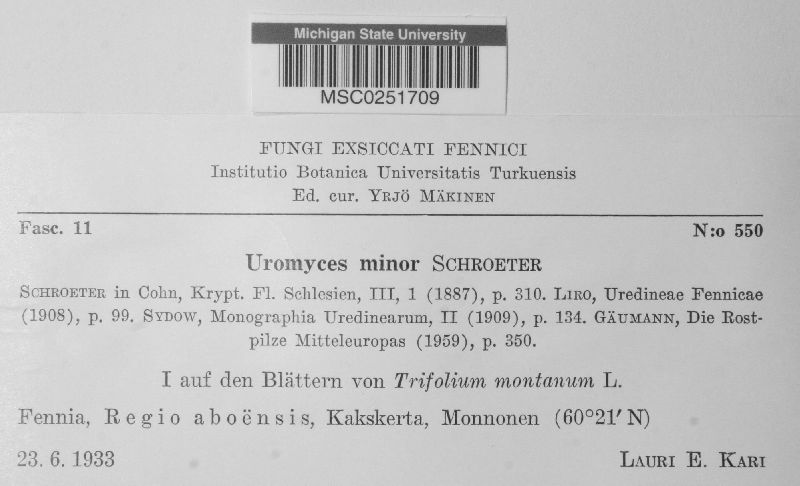 Michigan State University
MSC0251709
FUNGI EXSICCATI FENNICI
Institutio Botanica Universitatis Turkuensis
Ed. cur. YRJÖ MÄKINEN
Fasc. 11 N:o 550
Uromyces minor SCHROETER
SCHROETER in Cohn, Krypt. Fl. Schlesien, III, 1 (1887), p. 310. LIRO, Uredineae Fennicae
(1908), p. 99. SYDOW, Monographia Uredinearum, II (1909), p. 134. GÄUMANN, Die Rost-
pilze Mitteleuropas (1959), p. 350.
I auf den Blättern von Trifolium montanum L.
Fennia, Regio aboënsis, Kakskerta, Monnonen (60°21′ N)
23. 6. 1933 LAURI E. KARI